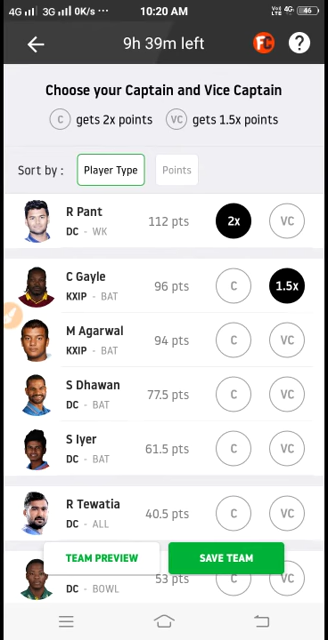 4G 3G 0K/s ··· 10:20 AM VoLTE 4G 46
9h 39m left FC ?
Choose your Captain and Vice Captain
C gets 2x points VC gets 1.5x points
Sort by : Player Type Points
R Pant
DC - WK 112 pts 2x VC
C Gayle
KXIP - BAT 96 pts C 1.5x
M Agarwal
KXIP - BAT 94 pts C VC
S Dhawan
DC - BAT 77.5 pts C VC
S Iyer
DC - BAT 61.5 pts C VC
R Tewatia
DC - ALL 40.5 pts C VC
TEAM PREVIEW SAVE TEAM
DC - BOWL 53 pts C VC